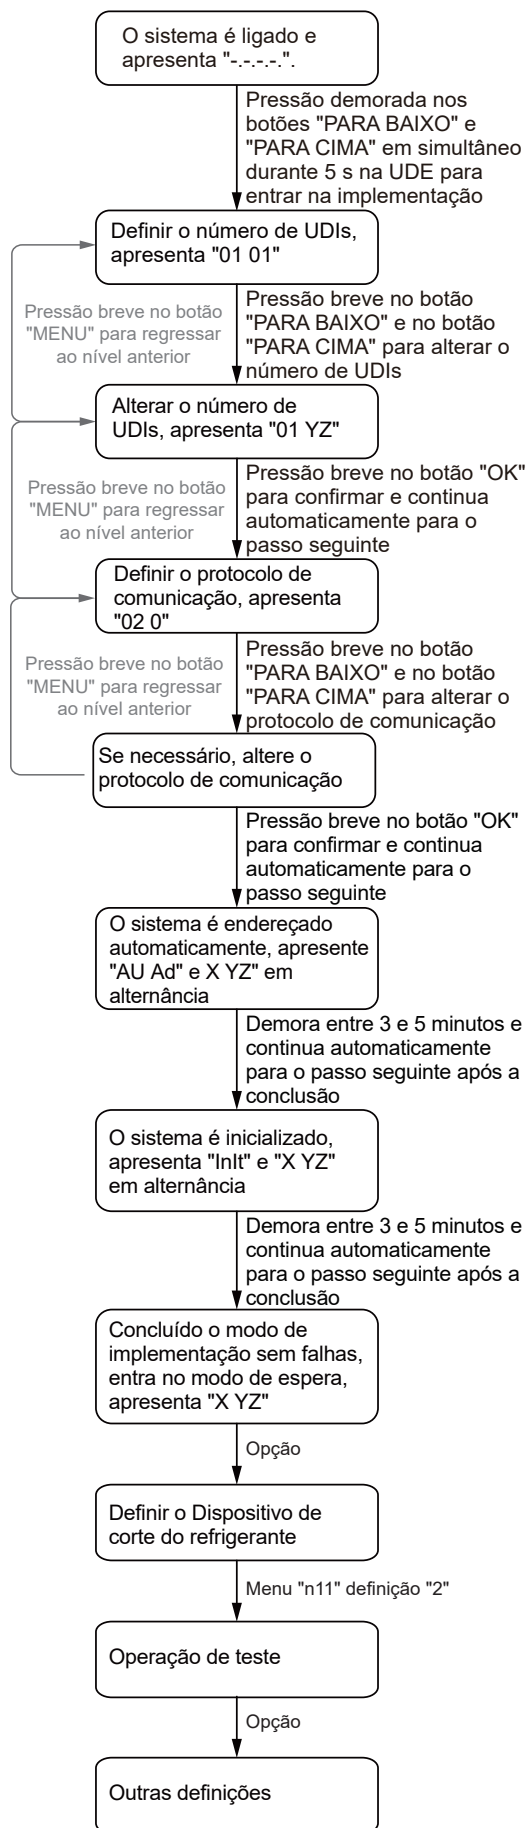 O sistema é ligado e
apresenta "-.-.-.-.".
Pressão demorada nos
botões "PARA BAIXO" e
"PARA CIMA" em simultâneo
durante 5 s na UDE para
entrar na implementação
Definir o número de UDIs,
apresenta "01 01"
Pressão breve no botão
"MENU" para regressar
ao nível anterior
Pressão breve no botão
"PARA BAIXO" e no botão
"PARA CIMA" para alterar o
número de UDIs
Alterar o número de
UDIs, apresenta "01 YZ"
Pressão breve no botão
"MENU" para regressar
ao nível anterior
Pressão breve no botão "OK"
para confirmar e continua
automaticamente para o
passo seguinte
Definir o protocolo de
comunicação, apresenta
"02 0"
Pressão breve no botão
"MENU" para regressar
ao nível anterior
Pressão breve no botão
"PARA BAIXO" e no botão
"PARA CIMA" para alterar o
protocolo de comunicação
Se necessário, altere o
protocolo de comunicação
Pressão breve no botão "OK"
para confirmar e continua
automaticamente para o
passo seguinte
O sistema é endereçado
automaticamente, apresente
"AU Ad" e X YZ" em
alternância
Demora entre 3 e 5 minutos e
continua automaticamente
para o passo seguinte após a
conclusão
O sistema é inicializado,
apresenta "InIt" e "X YZ"
em alternância
Demora entre 3 e 5 minutos e
continua automaticamente
para o passo seguinte após a
conclusão
Concluído o modo de
implementação sem falhas,
entra no modo de espera,
apresenta "X YZ"
Opção
Definir o Dispositivo de
corte do refrigerante
Menu "n11" definição "2"
Operação de teste
Opção
Outras definições